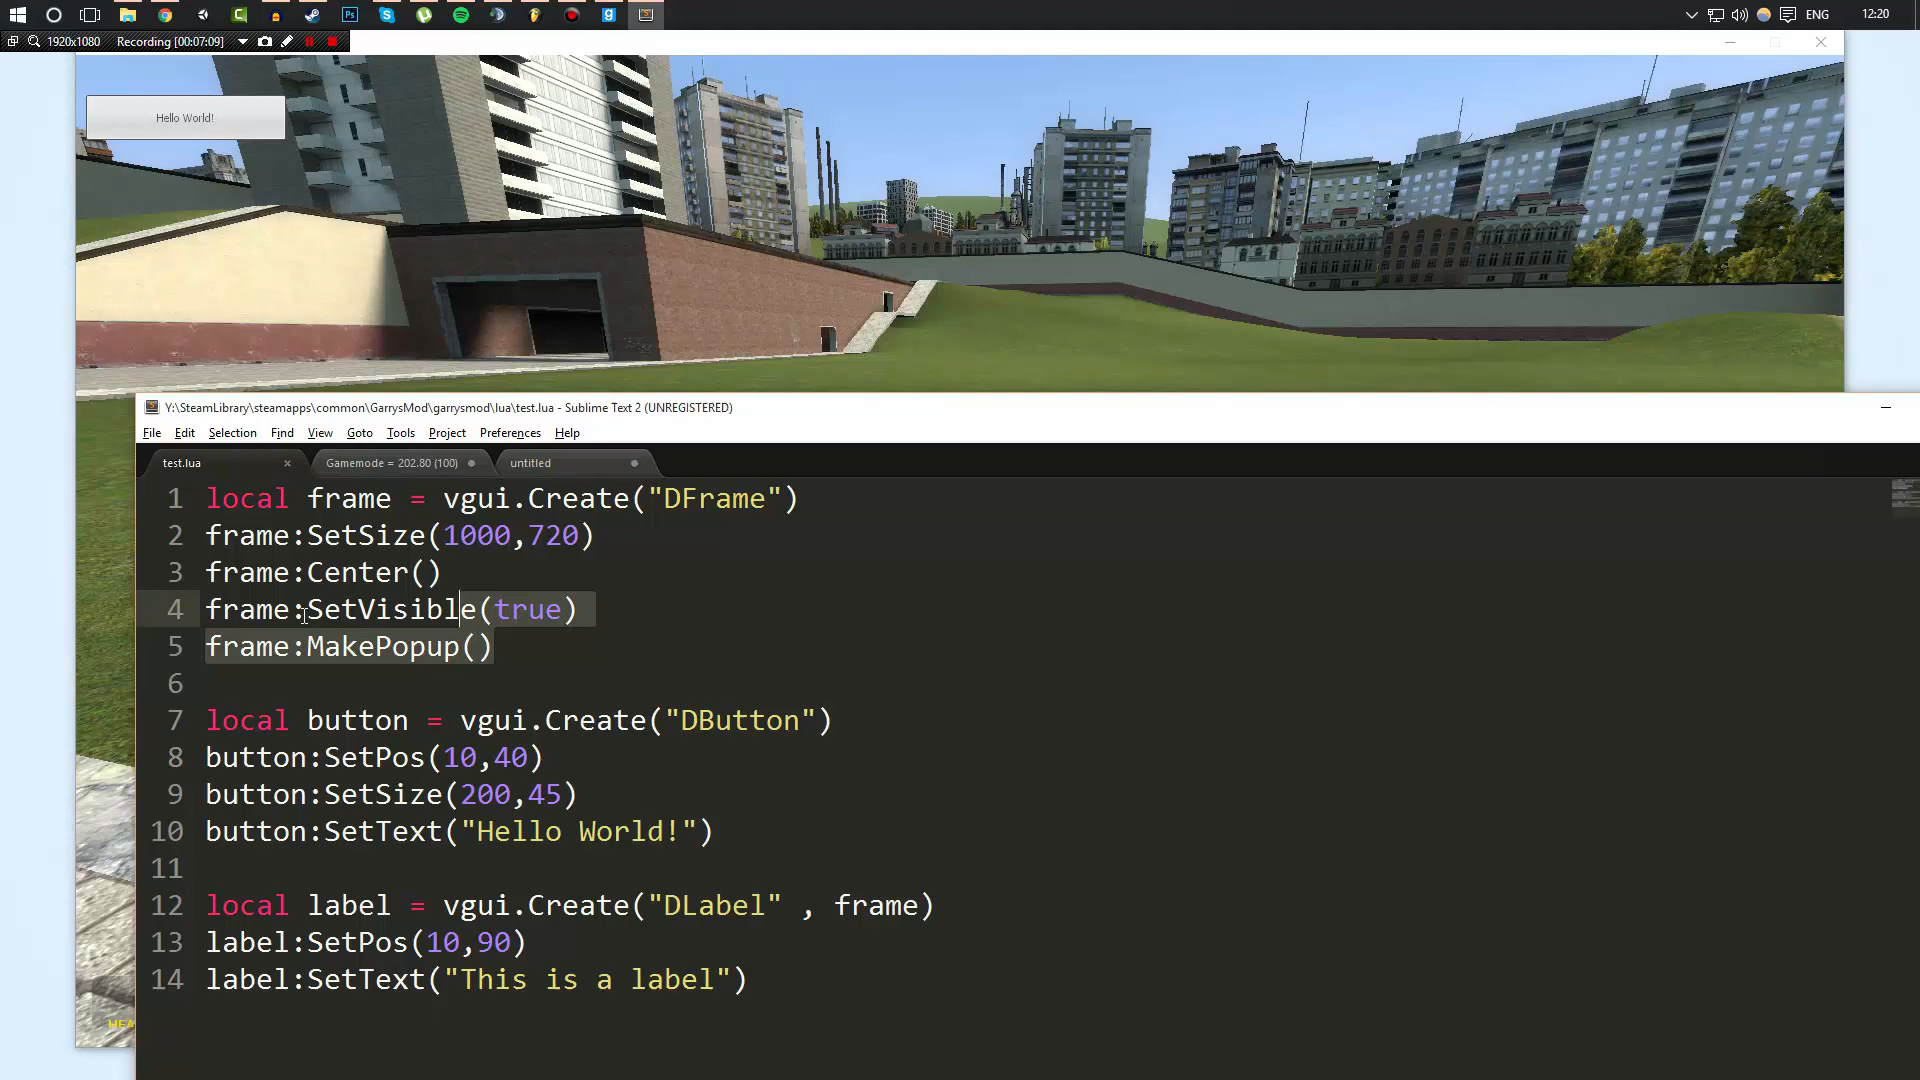 ENG
12:20
1920x1080
Recording [00:07:09]
Hello World!
Y:\SteamLibrary\steamapps\common\GarrysMod\garrysmod\lua\test.lua - Sublime Text 2 (UNREGISTERED)
File Edit Selection Find View Goto Tools Project Preferences Help
test.lua
Gamemode = 202.80 (100)
untitled
1 local frame = vgui.Create("DFrame")
2 frame:SetSize(1000,720)
3 frame:Center()
4 frame:SetVisible(true)
5 frame:MakePopup()
6
7 local button = vgui.Create("DButton")
8 button:SetPos(10,40)
9 button:SetSize(200,45)
10 button:SetText("Hello World!")
11
12 local label = vgui.Create("DLabel" , frame)
13 label:SetPos(10,90)
14 label:SetText("This is a label")